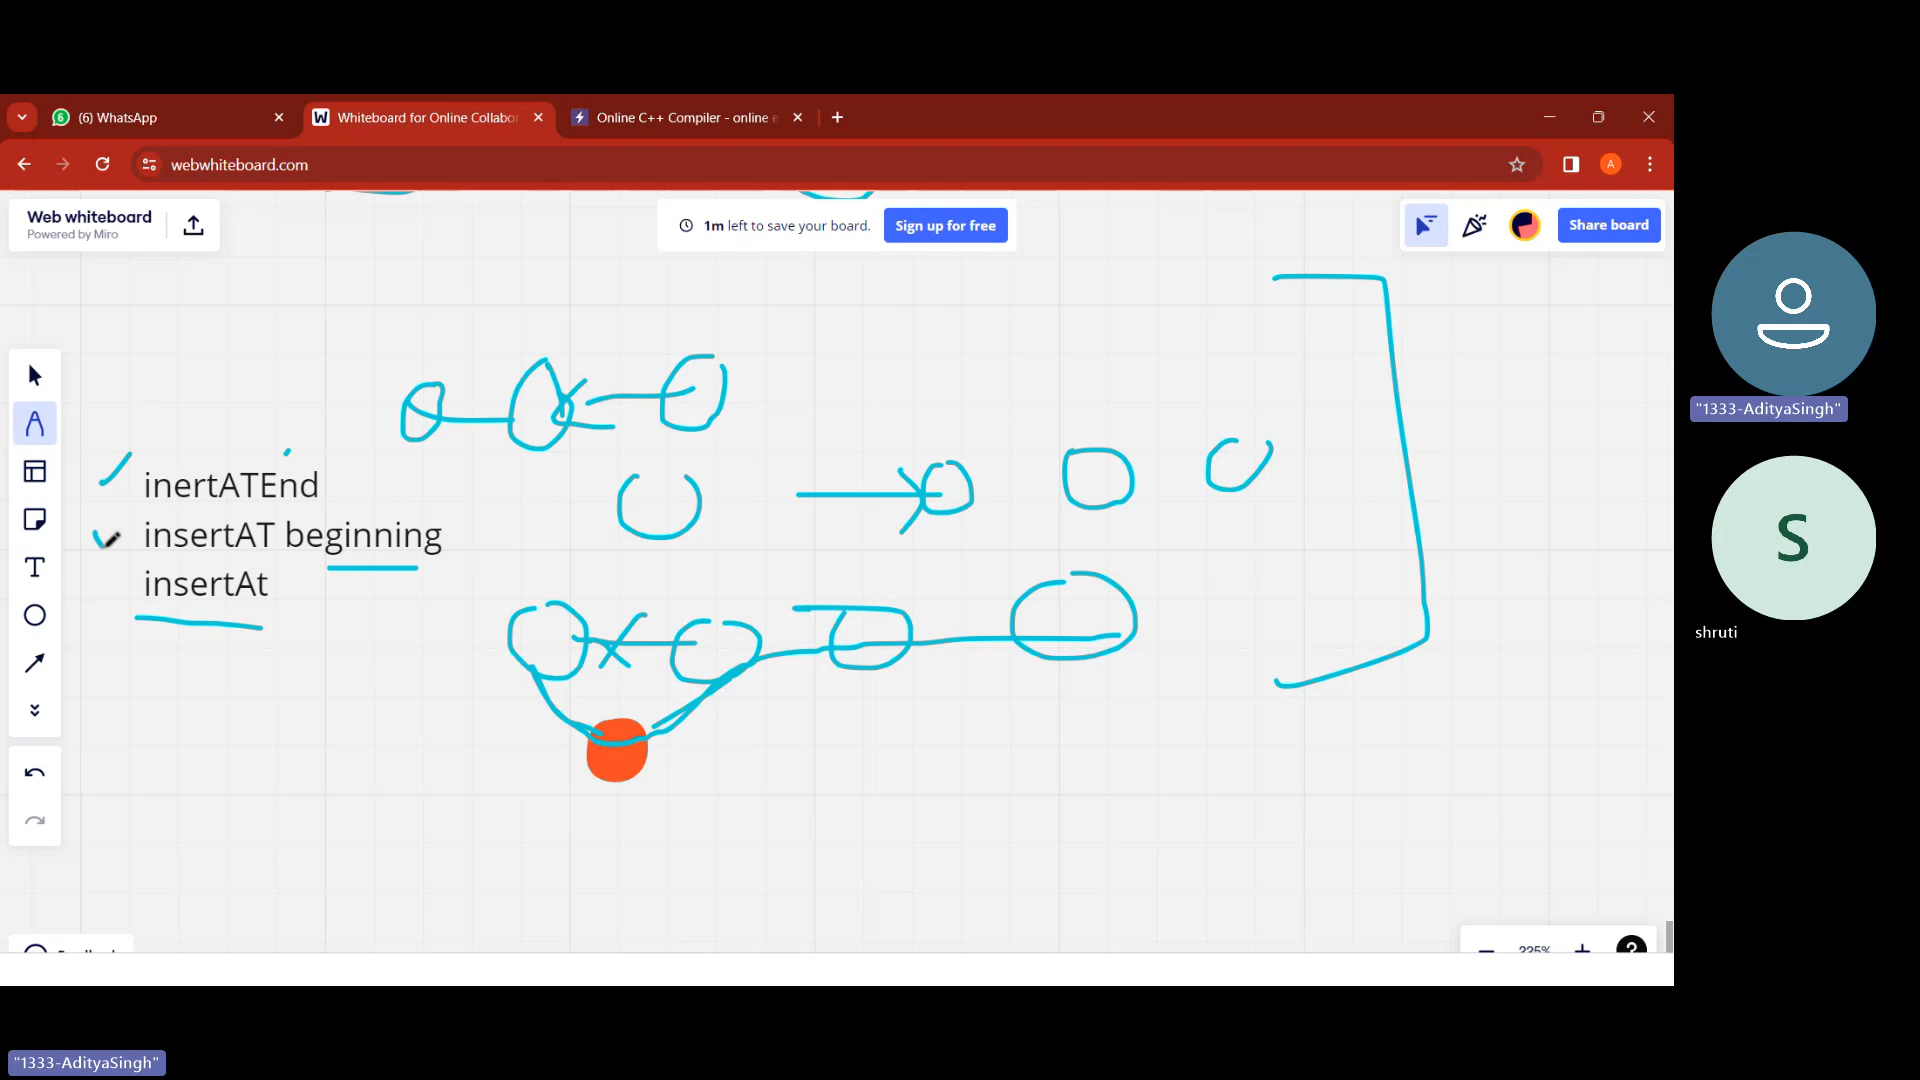 (6) WhatsApp
Whiteboard for Online Collabor
Online C++ Compiler - online e
webwhiteboard.com
A
Web whiteboard
Powered by Miro
1m left to save your board.
Sign up for free
Share board
inertATEnd
insertAT beginning
insertAt
225%
"1333-AdityaSingh"
S
shruti
"1333-AdityaSingh"